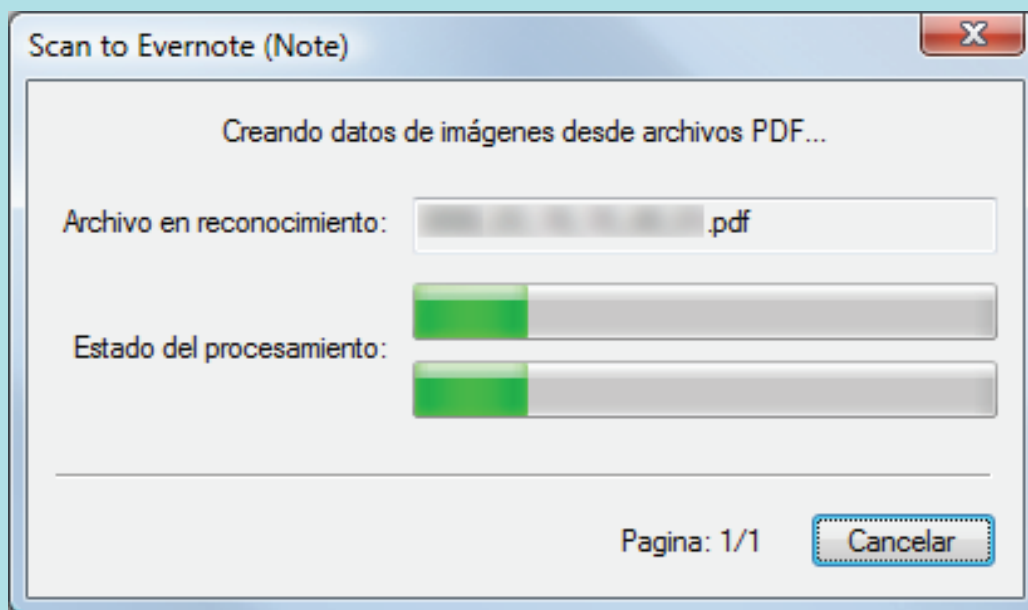 Scan to Evernote (Note)
Creando datos de imágenes desde archivos PDF...
Archivo en reconocimiento: .pdf
Estado del procesamiento:
Pagina: 1/1 Cancelar